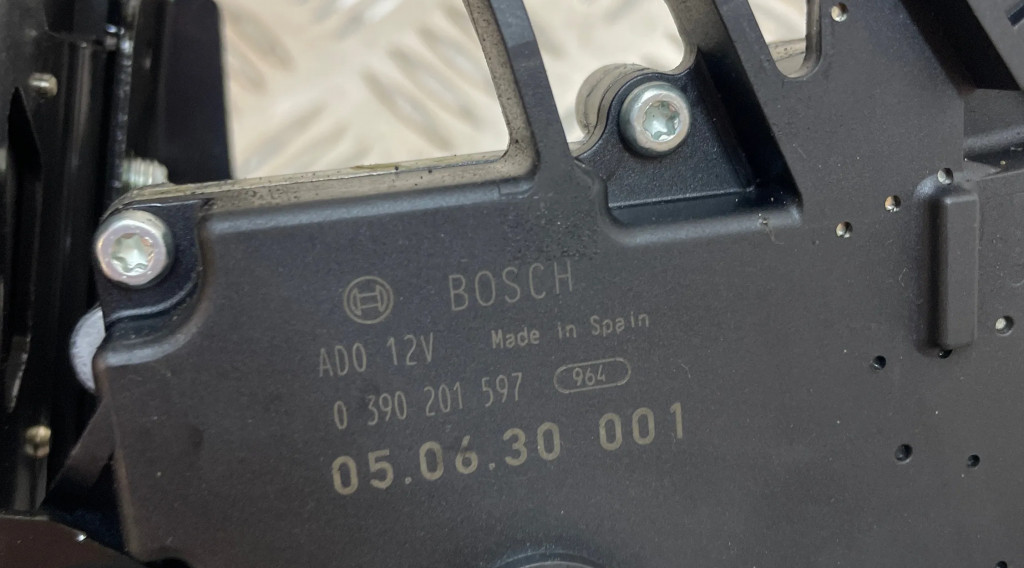 BOSCH
Made in Spain
ADO 12V
0 390 201 597 964
05.06.30 001